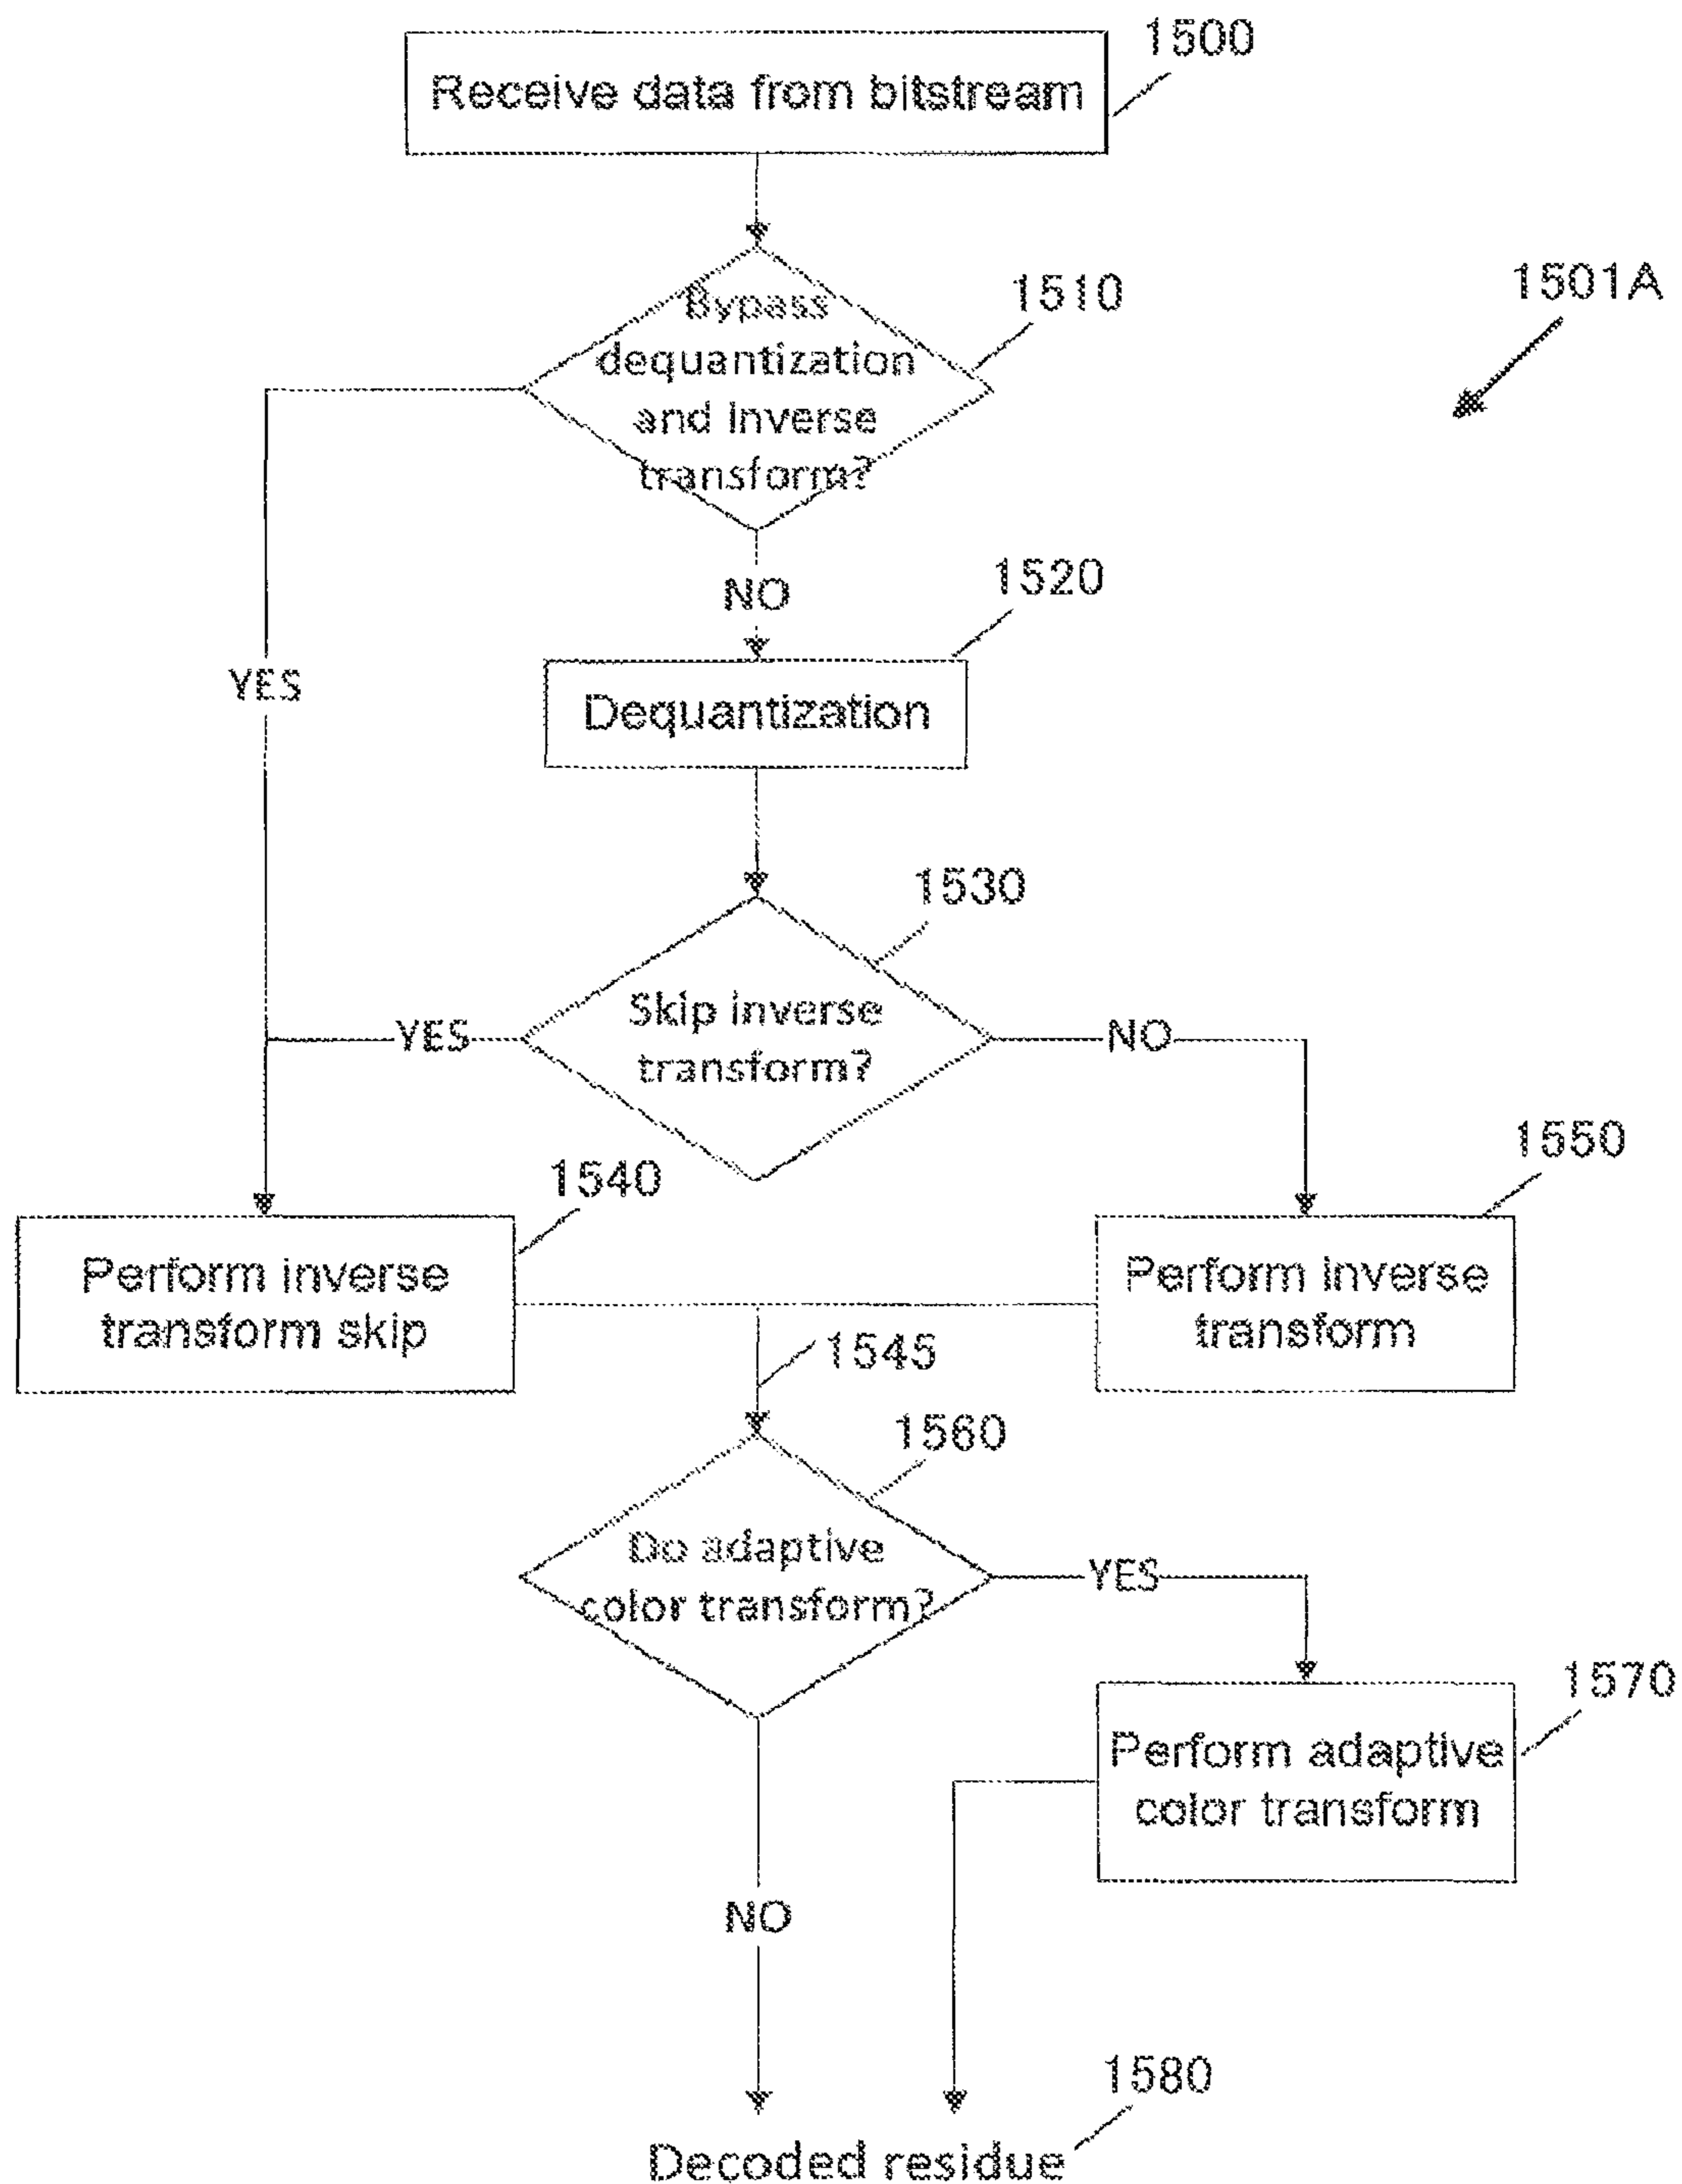 1500
Receive data from bitstream
1501A
1510
Bypass
dequantization
and inverse
transform?
NO
1520
YES
Dequantization
1530
Skip inverse
transform?
YES
NO
1550
1540
Perform inverse
transform skip
Perform inverse
transform
1545
1560
Do adaptive
color transform?
YES
1570
Perform adaptive
color transform
NO
1580
Decoded residue